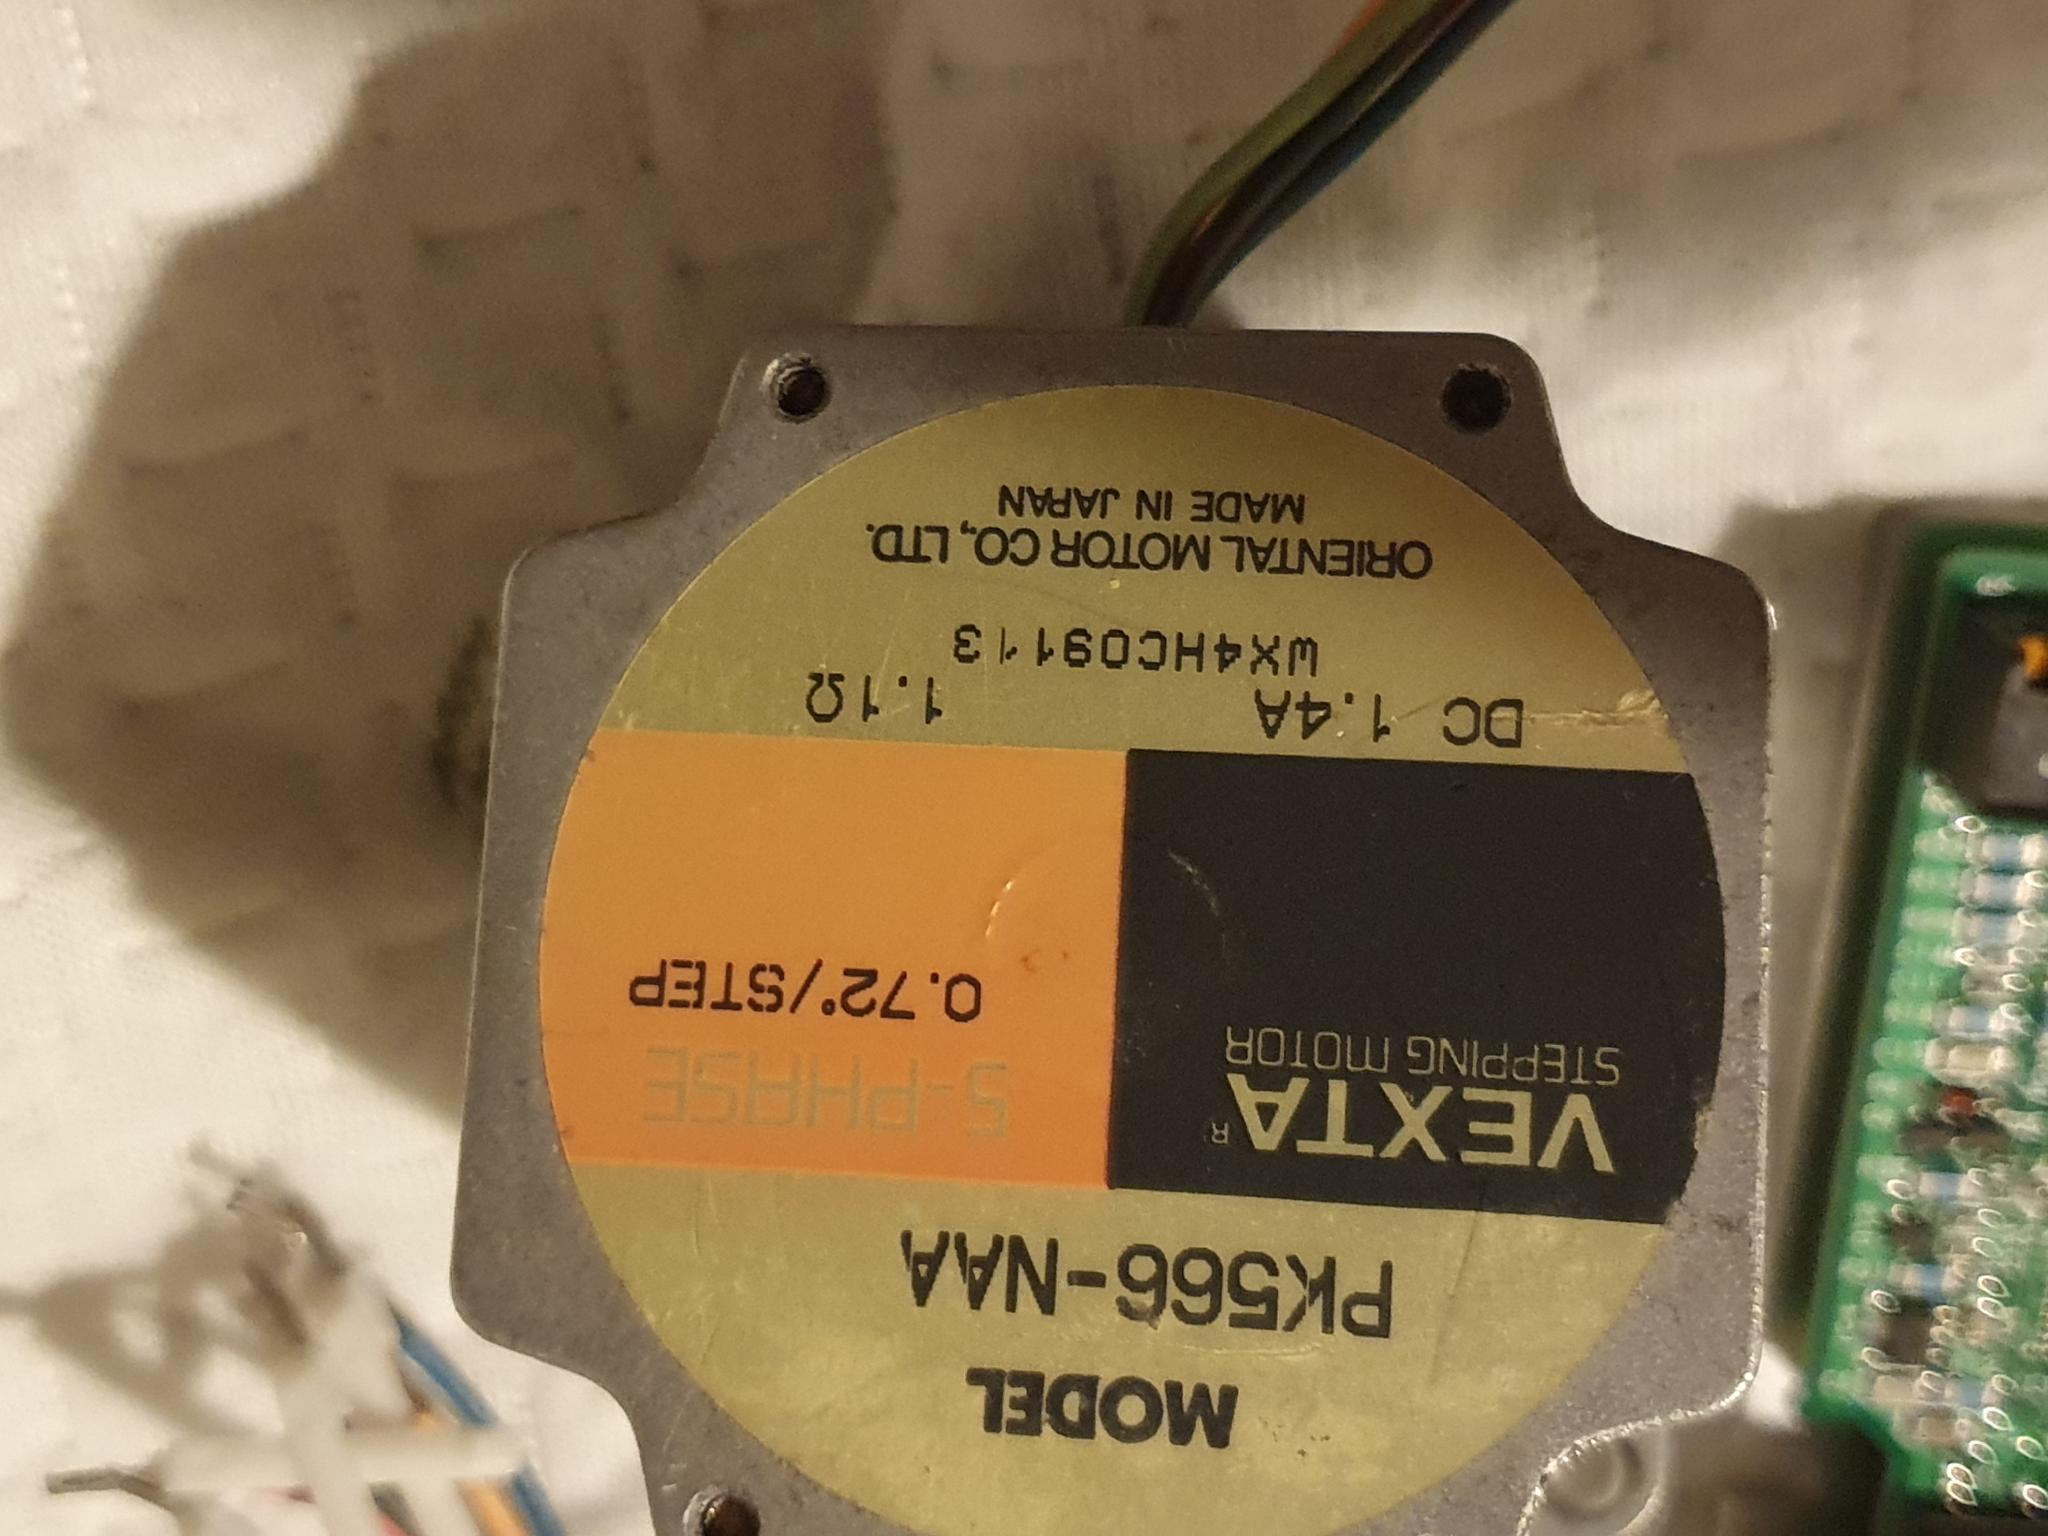 MODEL
PK566-NAA
VEXTA®
STEPPING MOTOR
5-PHASE
0.72°/STEP
DC 1.4A 1.1Ω
WX4HC09113
ORIENTAL MOTOR CO., LTD.
MADE IN JAPAN